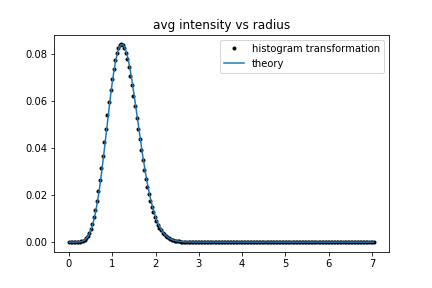 avg intensity vs radius
histogram transformation
theory
0.08
0.06
0.04
0.02
0.00
0 1 2 3 4 5 6 7